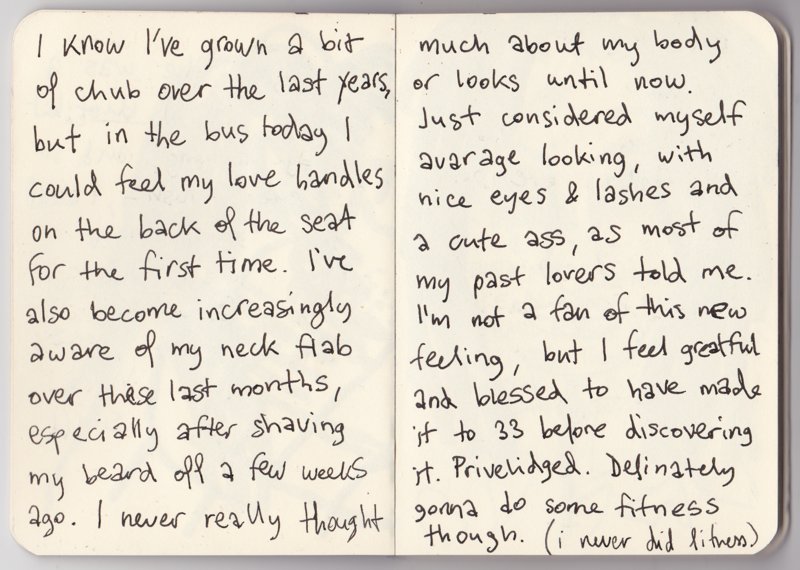 I know I've grown a bit
of chub over the last years,
but in the bus today I
could feel my love handles
on the back of the seat
for the first time. I've
also become increasingly
aware of my neck flab
over these last months,
especially after shaving
my beard off a few weeks
ago. I never really thought
much about my body
or looks until now.
Just considered myself
avarage looking, with
nice eyes & lashes and
a cute ass, as most of
my past lovers told me.
I'm not a fan of this new
feeling, but I feel greatful
and blessed to have made
it to 33 before discovering
it. Privelidged. Definately
gonna do some fitness
though. (i never did fitness)